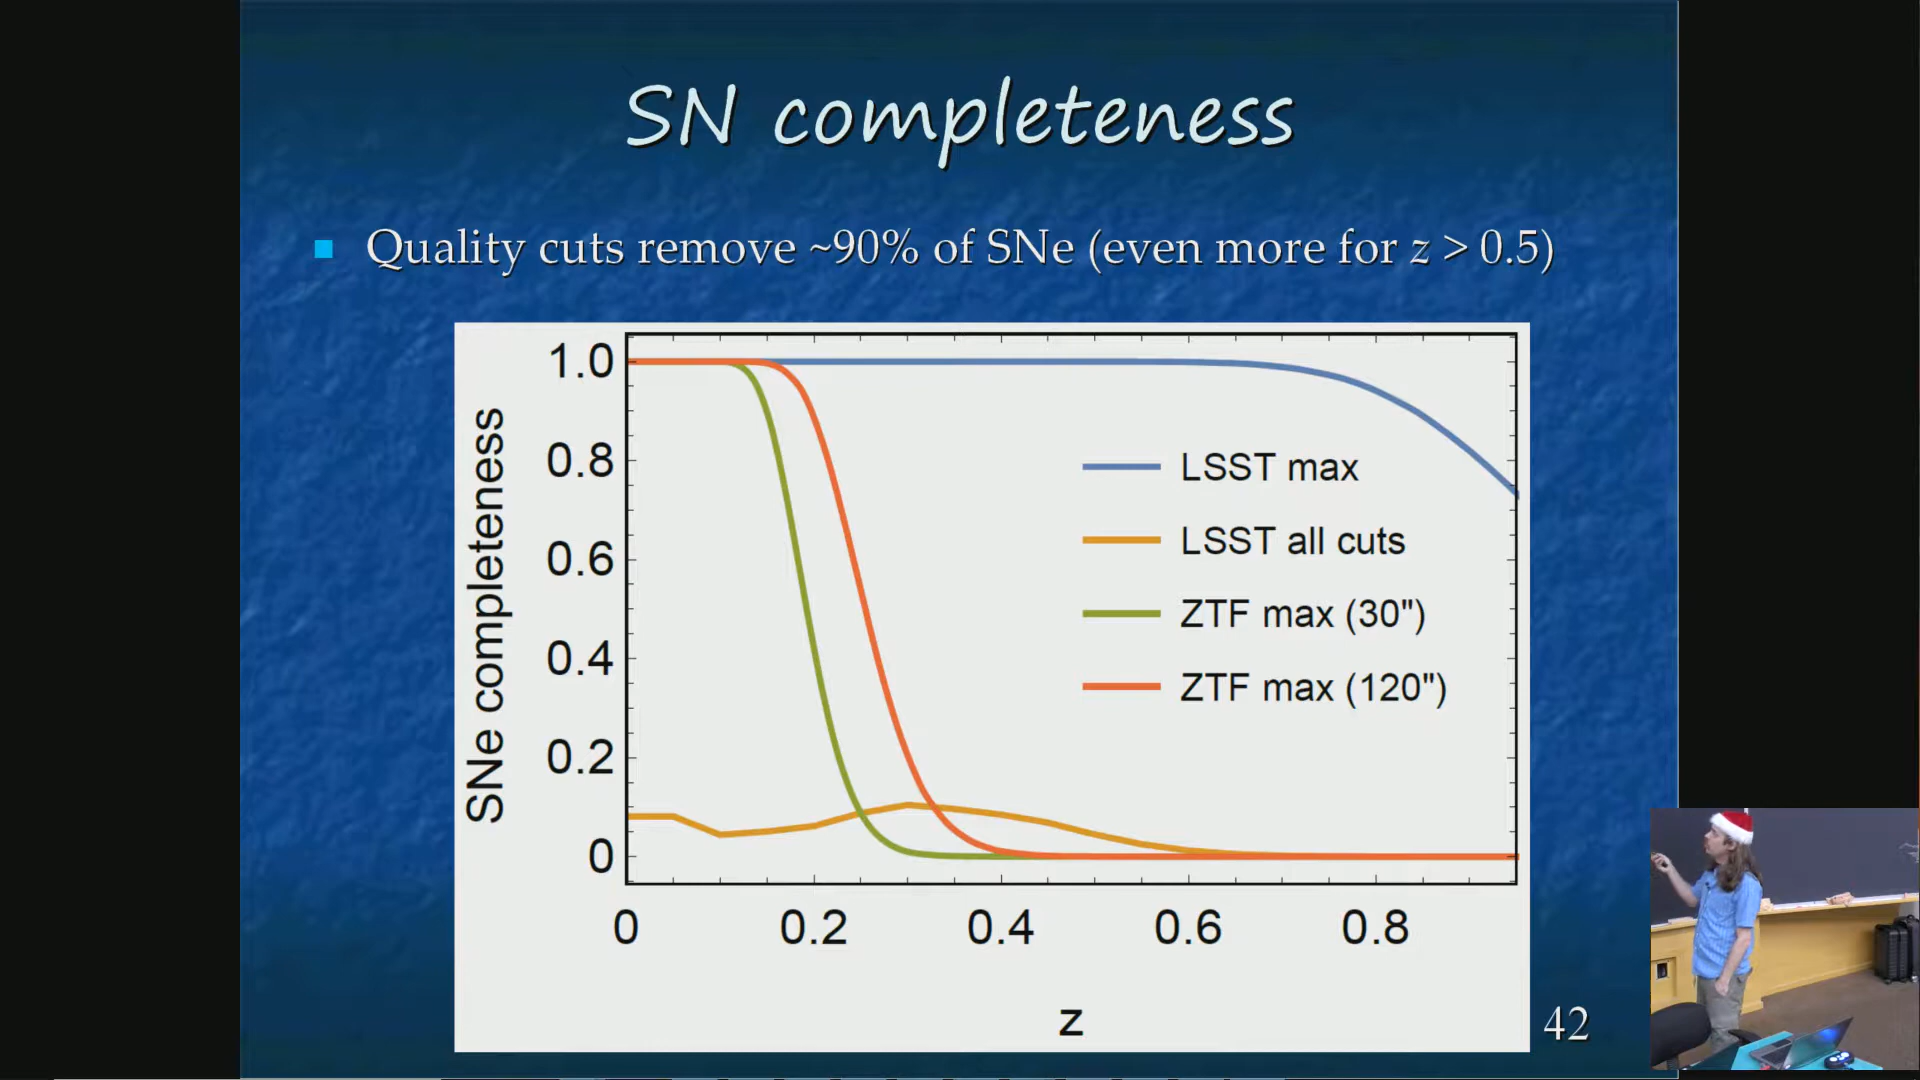 SN completeness
Quality cuts remove ~90% of SNe (even more for z > 0.5)
SNe completeness
1.0
0.8
0.6
0.4
0.2
0
LSST max
LSST all cuts
ZTF max (30")
ZTF max (120")
0 0.2 0.4 0.6 0.8
z
42